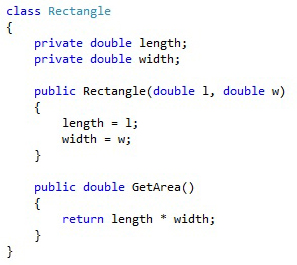 class Rectangle
{
    private double length;
    private double width;

    public Rectangle(double l, double w)
    {
        length = l;
        width = w;
    }

    public double GetArea()
    {
        return length * width;
    }
}